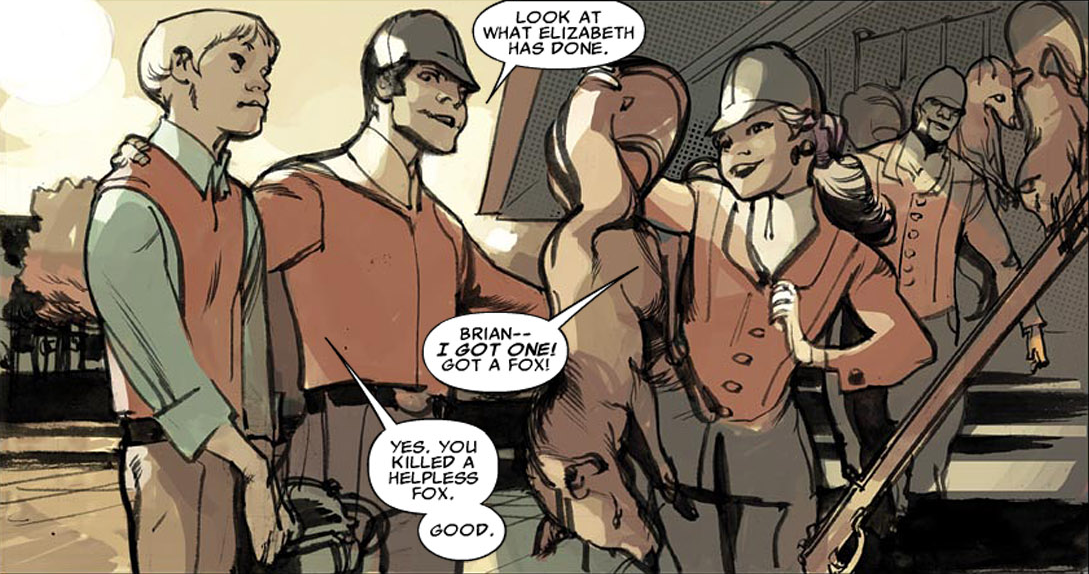 LOOK AT
WHAT ELIZABETH
HAS DONE.
BRIAN--
I GOT ONE!
GOT A FOX!
YES. YOU
KILLED A
HELPLESS
FOX.
GOOD.